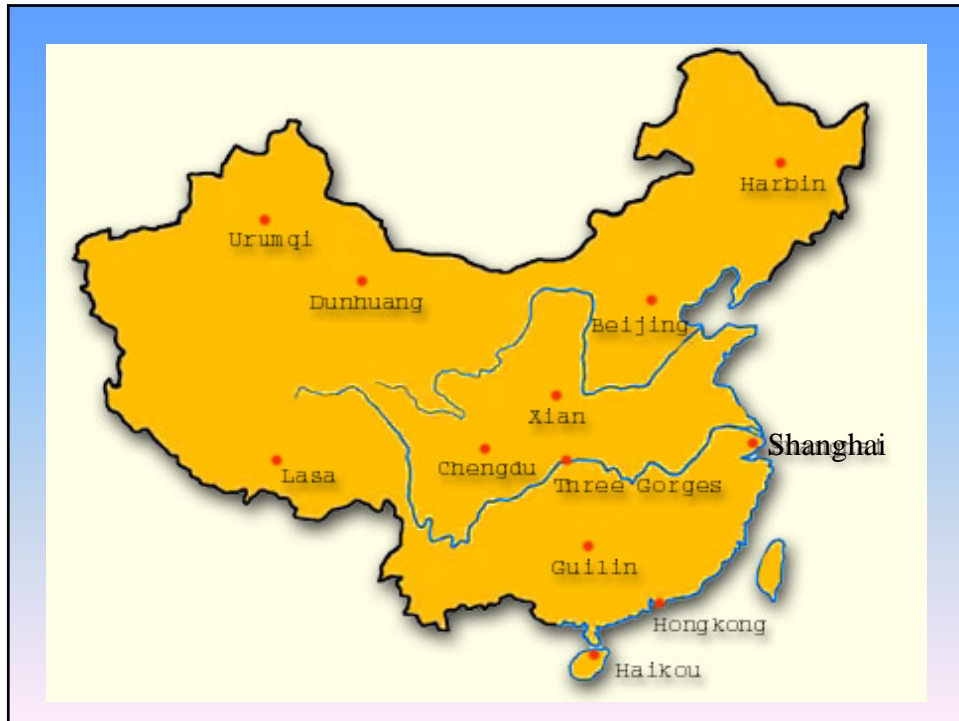 Harbin
Urumqi
Dunhuang
Beijing
Xian
Shanghai
Chengdu
Lasa
Three Gorges
Guilin
Hongkong
Haikou